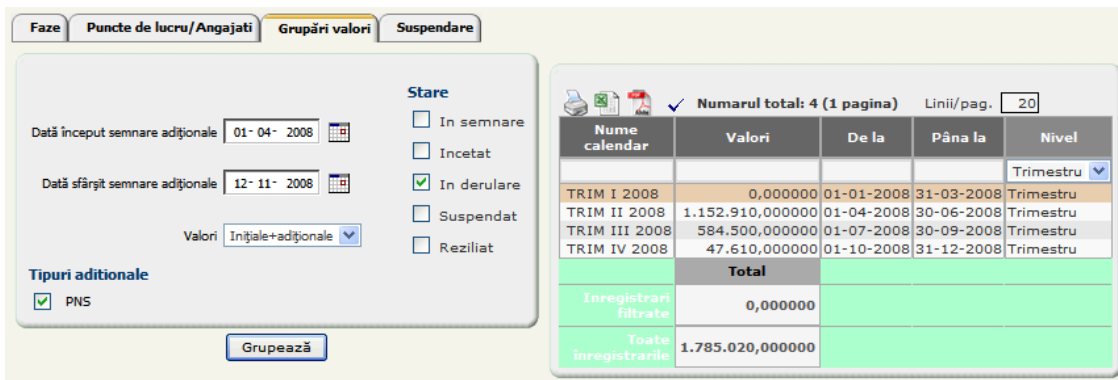 Faze Puncte de lucru/Angajati Grupări valori Suspendare
Stare
Dată început semnare adiționale 01- 04- 2008
In semnare
Incetat
Dată sfârșit semnare adiționale 12- 11- 2008
In derulare
Suspendat
Valori Inițiale+adiționale
Reziliat
Tipuri aditionale
PNS
Grupează
Numarul total: 4 (1 pagina) Linii/pag. 20
Nume calendar Valori De la Pâna la Nivel
Trimestru
TRIM I 2008 0,000000 01-01-2008 31-03-2008 Trimestru
TRIM II 2008 1.152.910,000000 01-04-2008 30-06-2008 Trimestru
TRIM III 2008 584.500,000000 01-07-2008 30-09-2008 Trimestru
TRIM IV 2008 47.610,000000 01-10-2008 31-12-2008 Trimestru
Total
Inregistrari filtrate 0,000000
Toate inregistrarile 1.785.020,000000